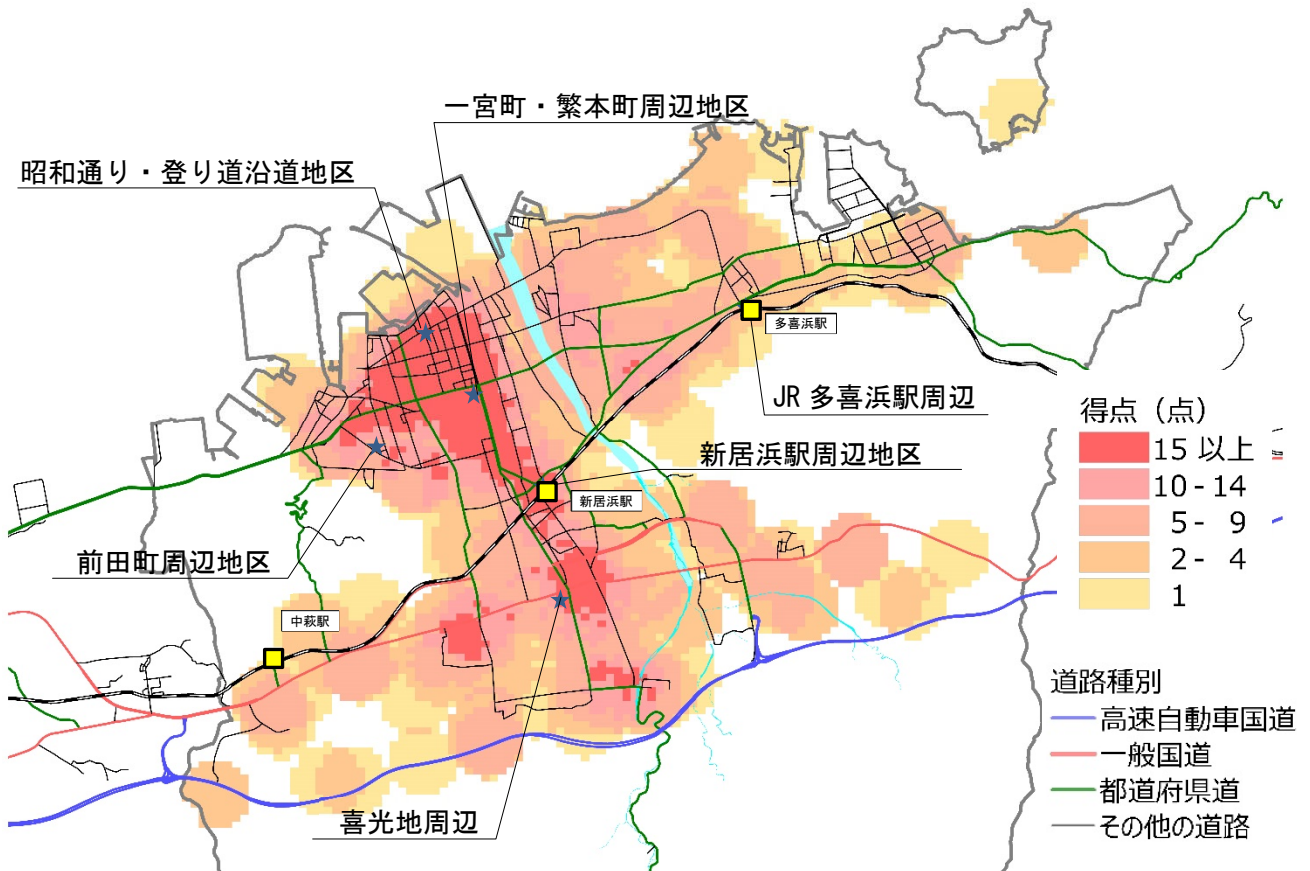 一宮町・繁本町周辺地区
昭和通り・登り道沿道地区
多喜浜駅
JR 多喜浜駅周辺
新居浜駅周辺地区
新居浜駅
前田町周辺地区
中萩駅
喜光地周辺
得点（点）
15 以上
10 - 14
5 - 9
2 - 4
1
道路種別
高速自動車国道
一般国道
都道府県道
その他の道路